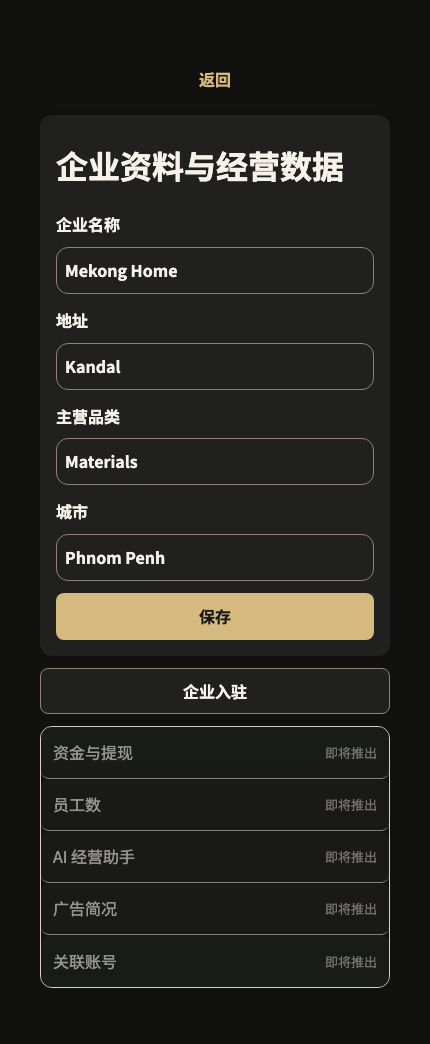 返回
企业资料与经营数据
企业名称
Mekong Home
地址
Kandal
主营品类
Materials
城市
Phnom Penh
保存
企业入驻
资金与提现 即将推出
员工数 即将推出
AI 经营助手 即将推出
广告简况 即将推出
关联账号 即将推出